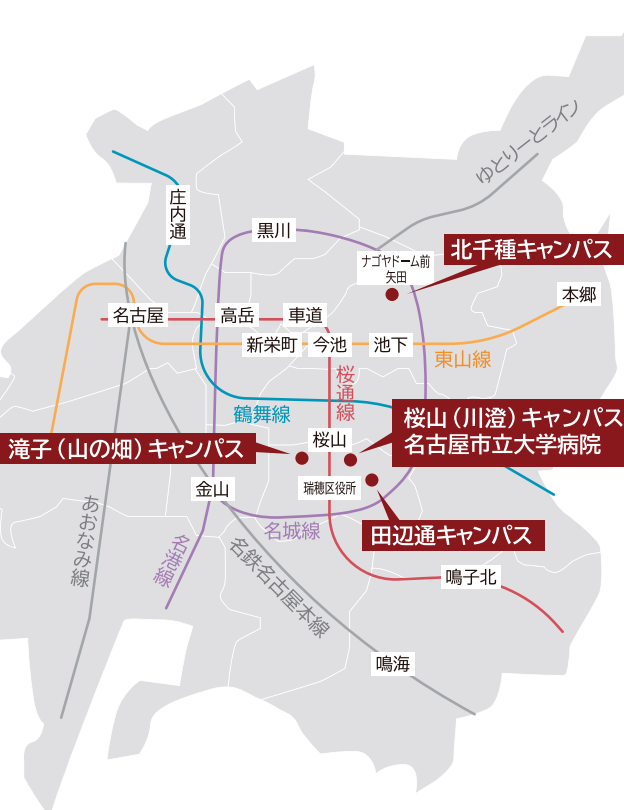 ゆとりーとライン
庄内通
黒川
北千種キャンパス
ナゴヤドーム前
矢田
本郷
名古屋
高岳
車道
新栄町
今池
池下
東山線
桜通線
鶴舞線
桜山（川澄）キャンパス
名古屋市立大学病院
桜山
滝子（山の畑）キャンパス
金山
瑞穂区役所
あおなみ線
名港線
名城線
田辺通キャンパス
名鉄名古屋本線
鳴子北
鳴海